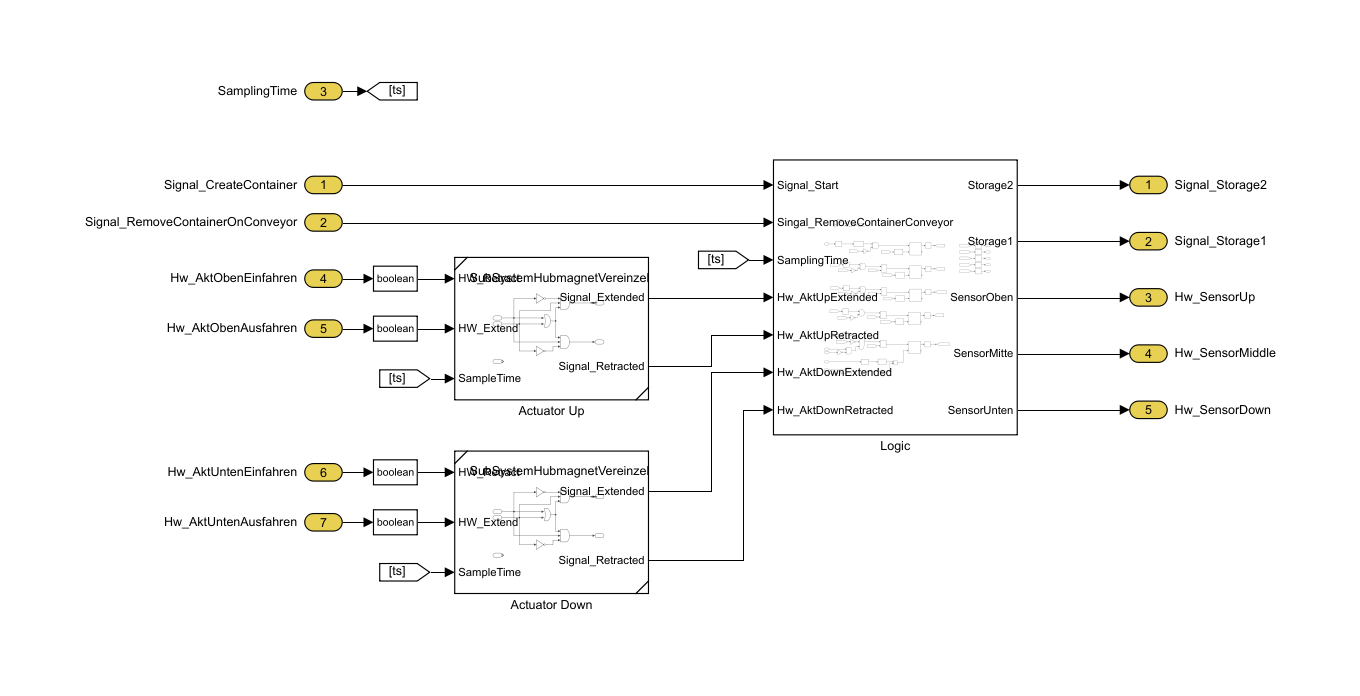 SamplingTime 3 [ts]
Signal_CreateContainer 1
Signal_RemoveContainerOnConveyor 2
Hw_AktObenEinfahren 4 boolean
Hw_AktObenAusfahren 5 boolean
[ts]
HW_Retract
SubSystemHubmagnetVereinzel
Signal_Extended
HW_Extend
Signal_Retracted
SampleTime
Actuator Up
Hw_AktUntenEinfahren 6 boolean
Hw_AktUntenAusfahren 7 boolean
[ts]
HW_Retract
SubSystemHubmagnetVereinzel
Signal_Extended
HW_Extend
Signal_Retracted
SampleTime
Actuator Down
[ts]
Signal_Start
Singal_RemoveContainerConveyor
SamplingTime
Hw_AktUpExtended
Hw_AktUpRetracted
Hw_AktDownExtended
Hw_AktDownRetracted
Storage2
Storage1
SensorOben
SensorMitte
SensorUnten
Logic
1 Signal_Storage2
2 Signal_Storage1
3 Hw_SensorUp
4 Hw_SensorMiddle
5 Hw_SensorDown